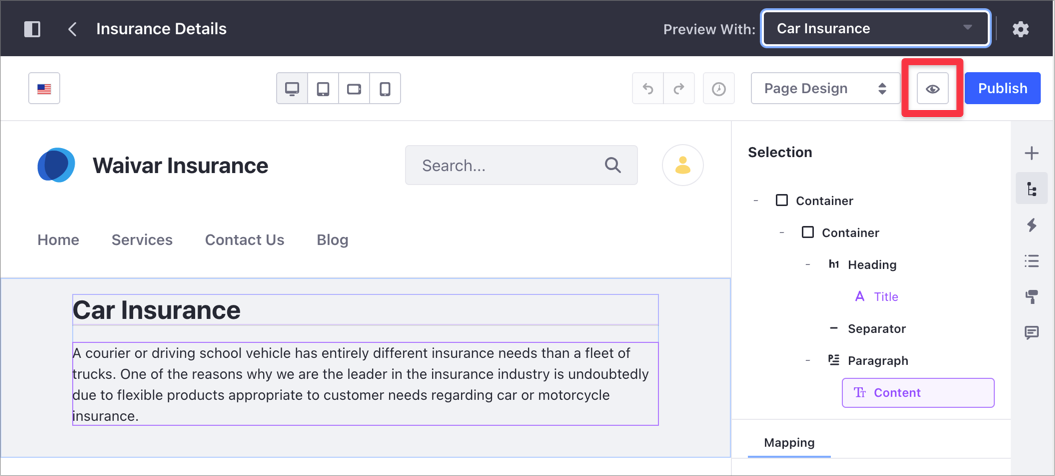 Insurance Details
Preview With:
Car Insurance
Page Design
Publish
Waivar Insurance
Search...
Home
Services
Contact Us
Blog
Car Insurance
A courier or driving school vehicle has entirely different insurance needs than a fleet of
trucks. One of the reasons why we are the leader in the insurance industry is undoubtedly
due to flexible products appropriate to customer needs regarding car or motorcycle
insurance.
Selection
- Container
- Container
- h1 Heading
A Title
Separator
- Paragraph
Content
Mapping